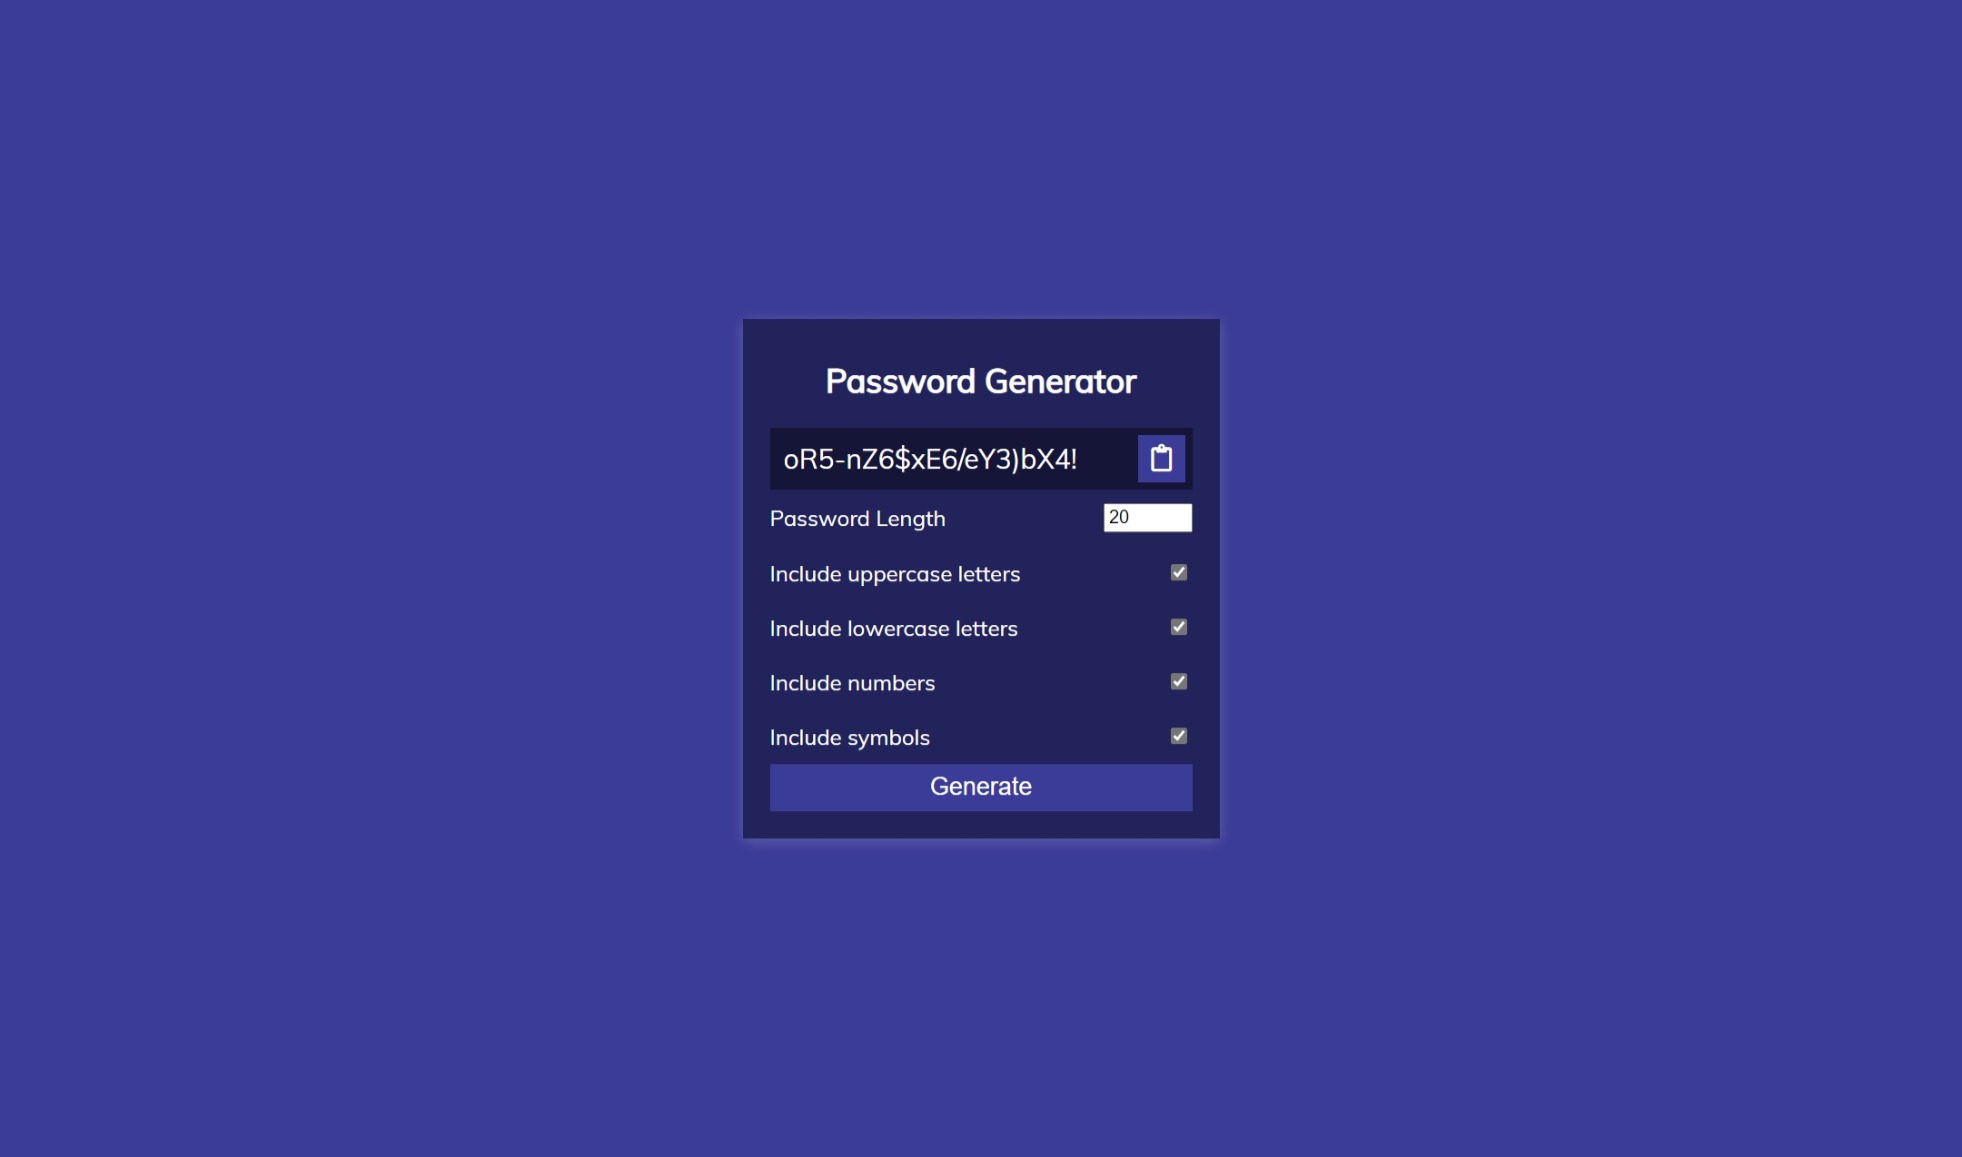 Password Generator
oR5-nZ6$xE6/eY3)bX4!
Password Length
20
Include uppercase letters
Include lowercase letters
Include numbers
Include symbols
Generate